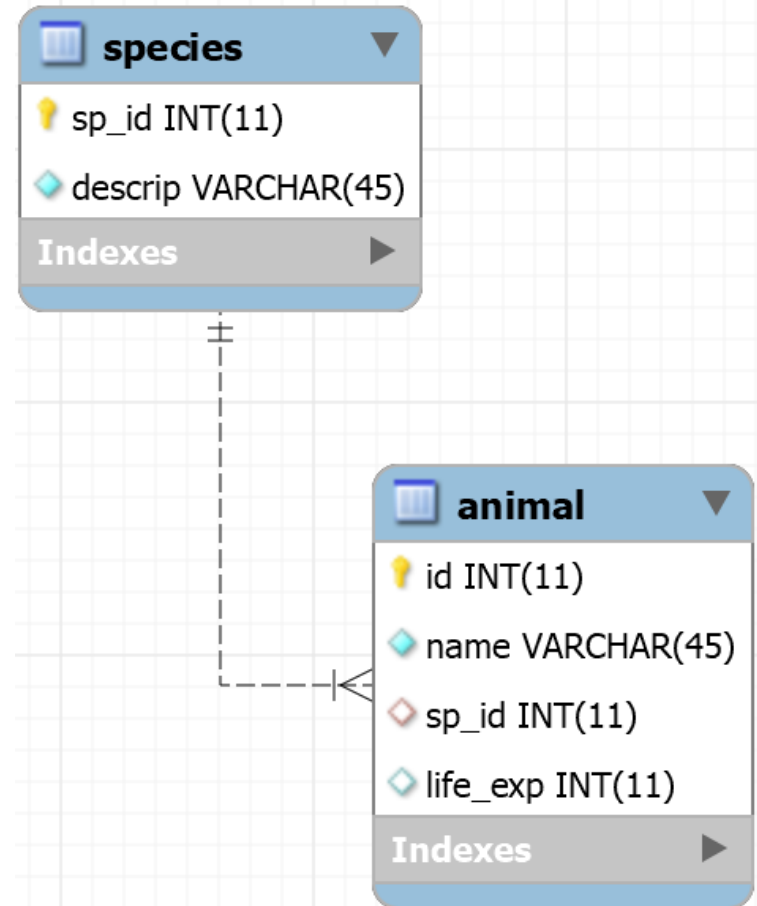 species
sp_id INT(11)
descrip VARCHAR(45)
Indexes
animal
id INT(11)
name VARCHAR(45)
sp_id INT(11)
life_exp INT(11)
Indexes